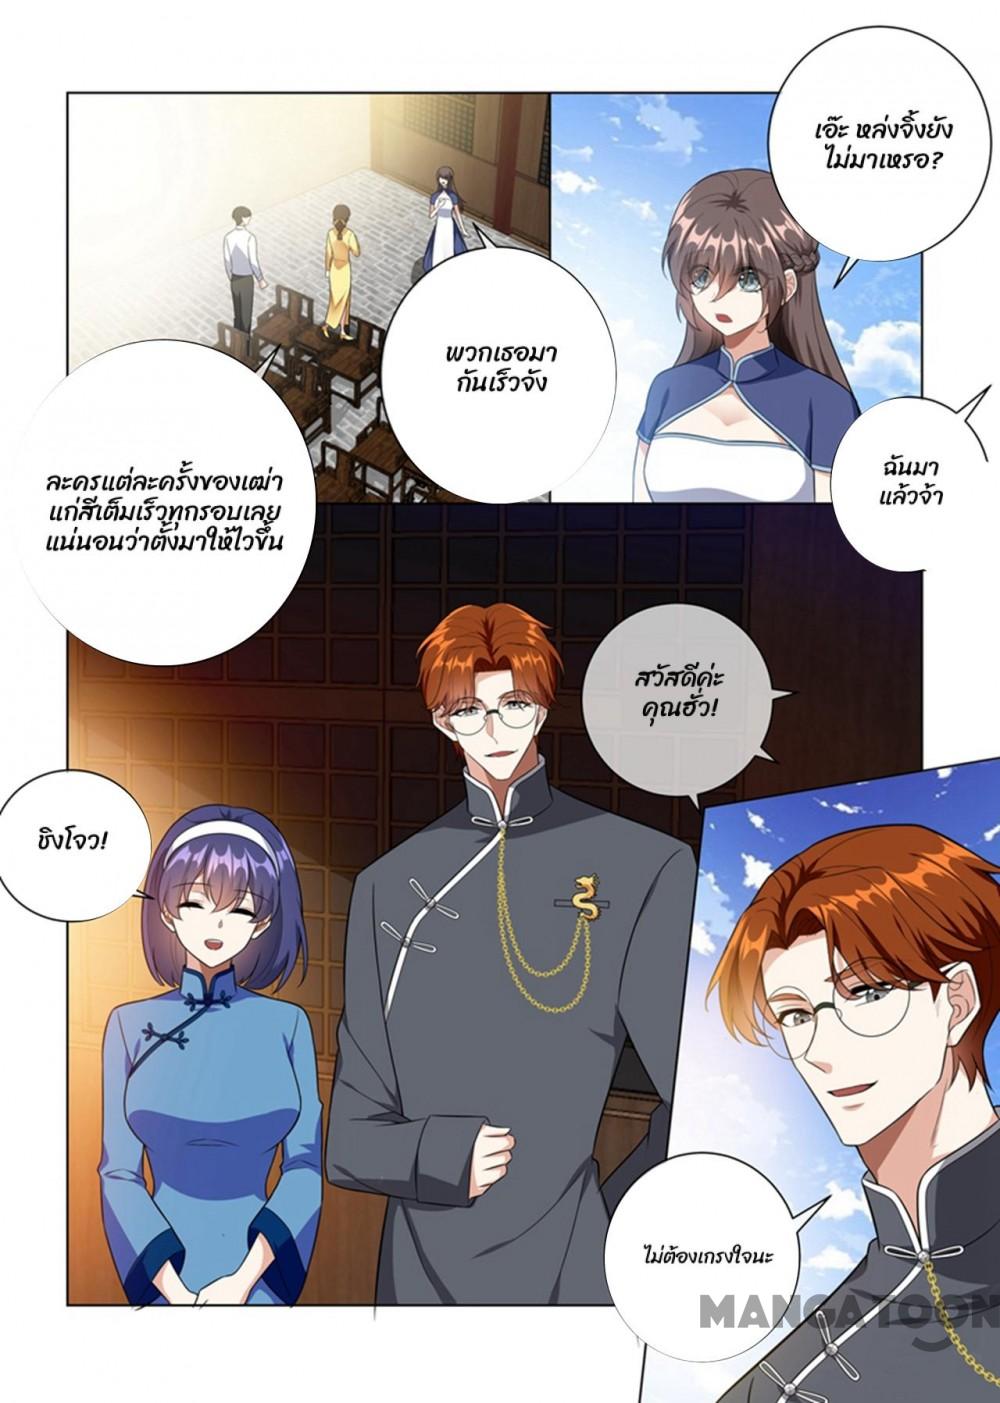 เอ๊ะ หล่งจิ้งยัง
ไม่มาเหรอ?
พวกเธอมา
กันเร็วจัง
ละครแต่ละครั้งของเฒ่า
แก่สีเต็มเร็วทุกรอบเลย
แน่นอนว่าตั้งมาให้ไวขึ้น
ฉันมา
แล้วจ้า
สวัสดีค่ะ
คุณฮั่ว!
ชิงโจว!
ไม่ต้องเกรงใจนะ
MANGATOON